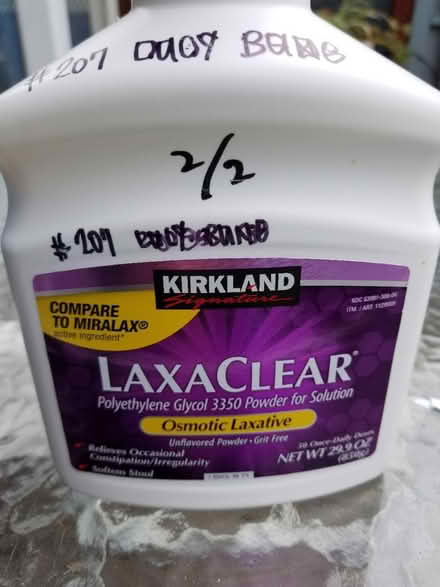 # 207
2/2
# 207
KIRKLAND
Signature
COMPARE
TO MIRALAX®
active ingredient*
LAXACLEAR®
Polyethylene Glycol 3350 Powder for Solution
Osmotic Laxative
Unflavored Powder • Grit Free
30 Once-Daily Doses
NET WT 29.9 OZ
(850g)
Relieves Occasional
Constipation/Irregularity
Softens Stool